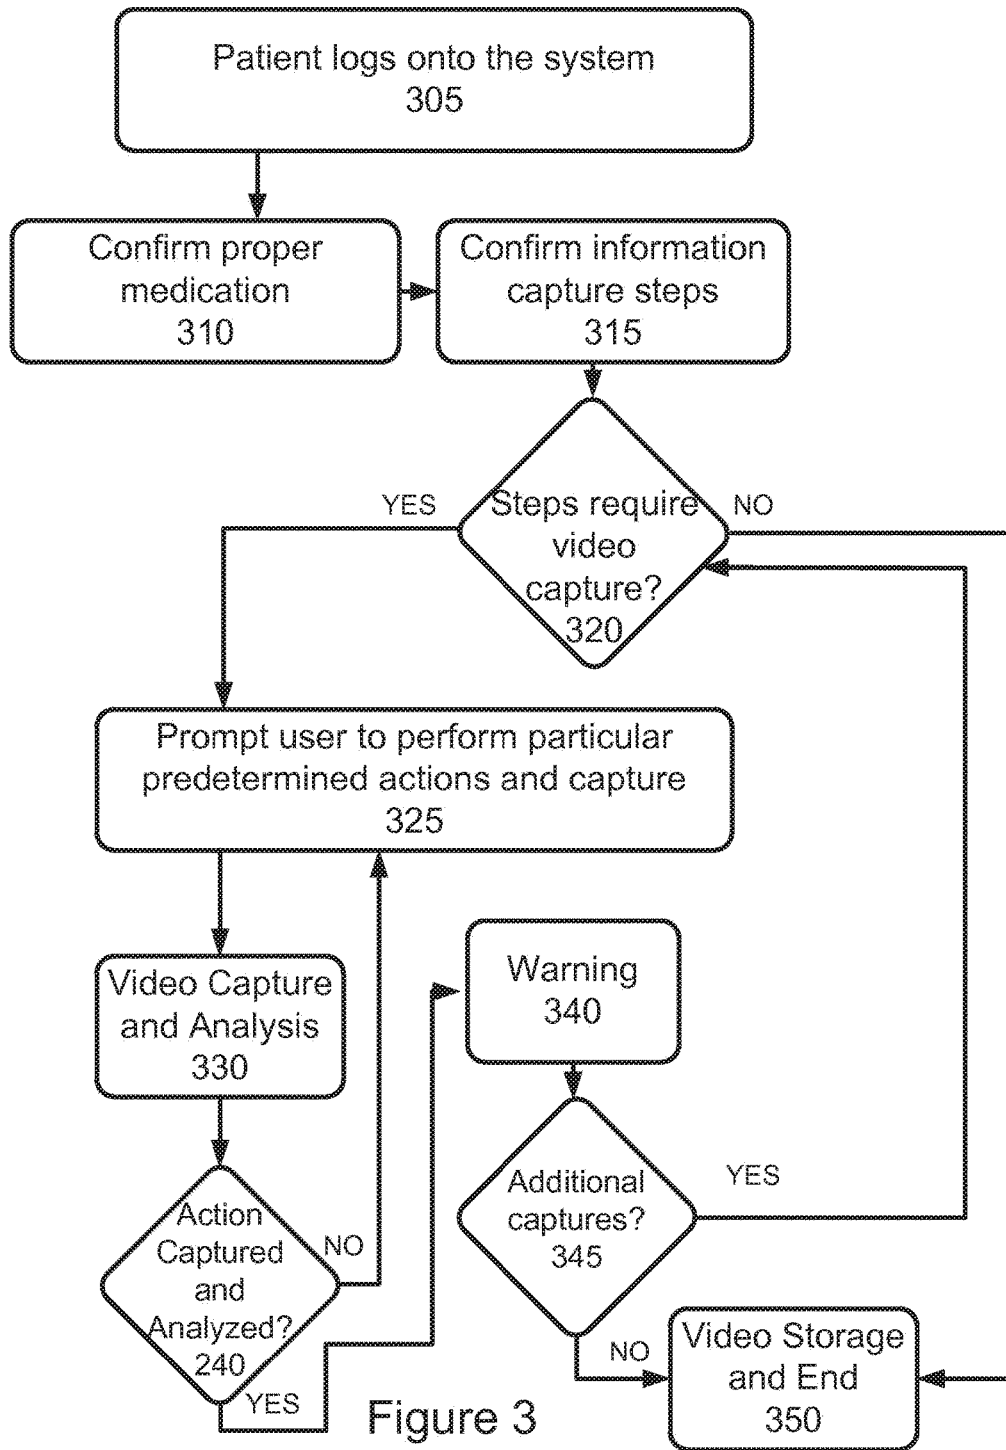 Patient logs onto the system
305
Confirm proper
medication
310
Confirm information
capture steps
315
YES
Steps require
video
capture?
320
NO
Prompt user to perform particular
predetermined actions and capture
325
Video Capture
and Analysis
330
Warning
340
Action
Captured
and
Analyzed?
240
NO
YES
Additional
captures?
345
YES
NO
Video Storage
and End
350
Figure 3